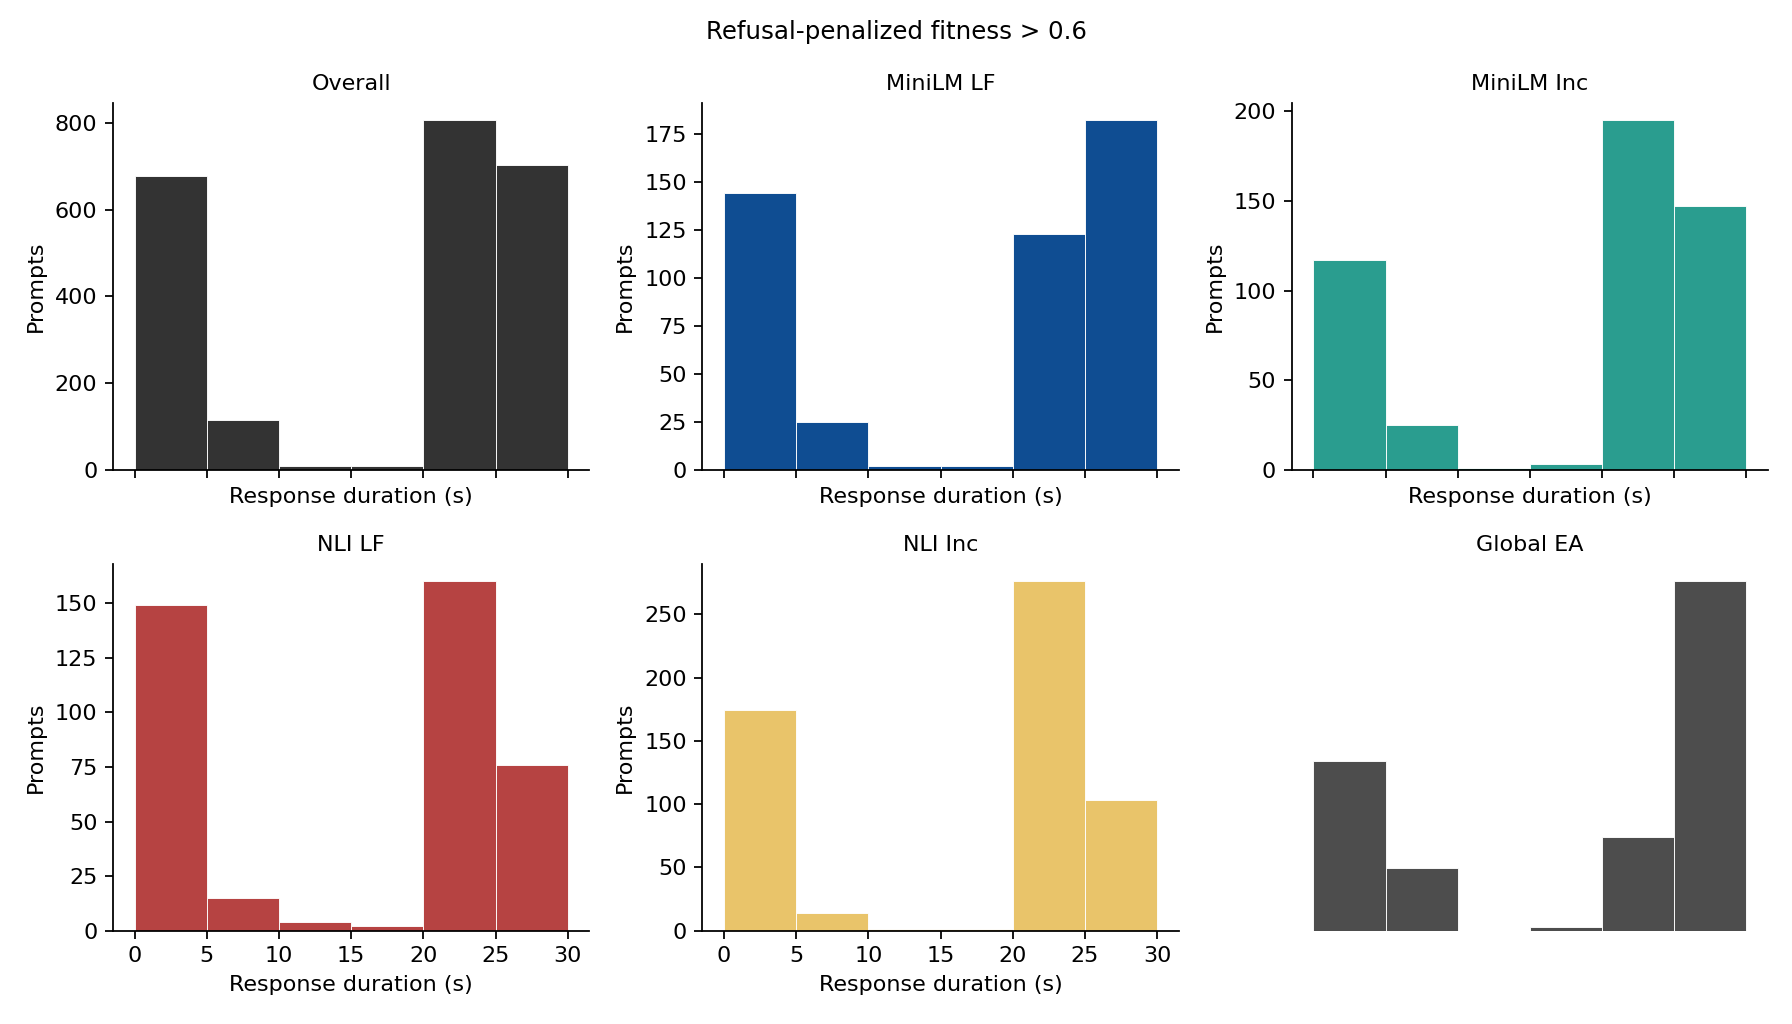 Refusal-penalized fitness > 0.6
Overall
800
600
400
200
0
Prompts
Response duration (s)
MiniLM LF
175
150
125
100
75
50
25
0
Prompts
Response duration (s)
MiniLM Inc
200
150
100
50
0
Prompts
Response duration (s)
NLI LF
150
125
100
75
50
25
0
Prompts
0 5 10 15 20 25 30
Response duration (s)
NLI Inc
250
200
150
100
50
0
Prompts
0 5 10 15 20 25 30
Response duration (s)
Global EA